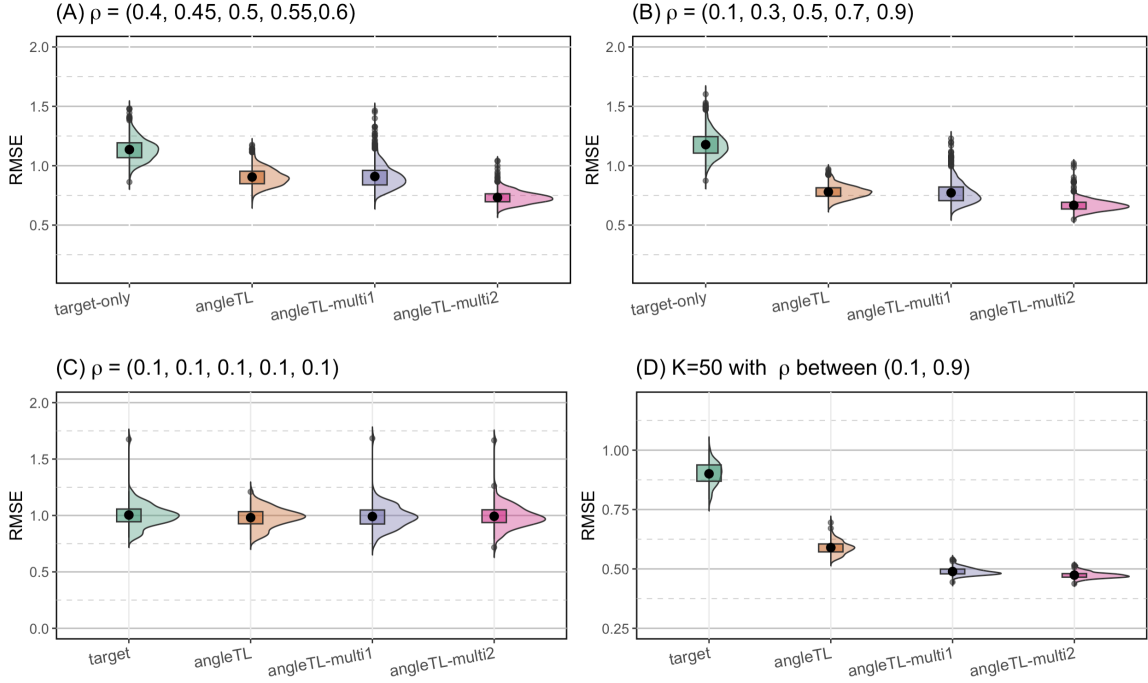 (A) ρ = (0.4, 0.45, 0.5, 0.55,0.6)
RMSE
2.0
1.5
1.0
0.5
target-only
angleTL
angleTL-multi1
angleTL-multi2
(B) ρ = (0.1, 0.3, 0.5, 0.7, 0.9)
RMSE
2.0
1.5
1.0
0.5
target-only
angleTL
angleTL-multi1
angleTL-multi2
(C) ρ = (0.1, 0.1, 0.1, 0.1, 0.1)
RMSE
2.0
1.5
1.0
0.5
0.0
target
angleTL
angleTL-multi1
angleTL-multi2
(D) K=50 with ρ between (0.1, 0.9)
RMSE
1.00
0.75
0.50
0.25
target
angleTL
angleTL-multi1
angleTL-multi2